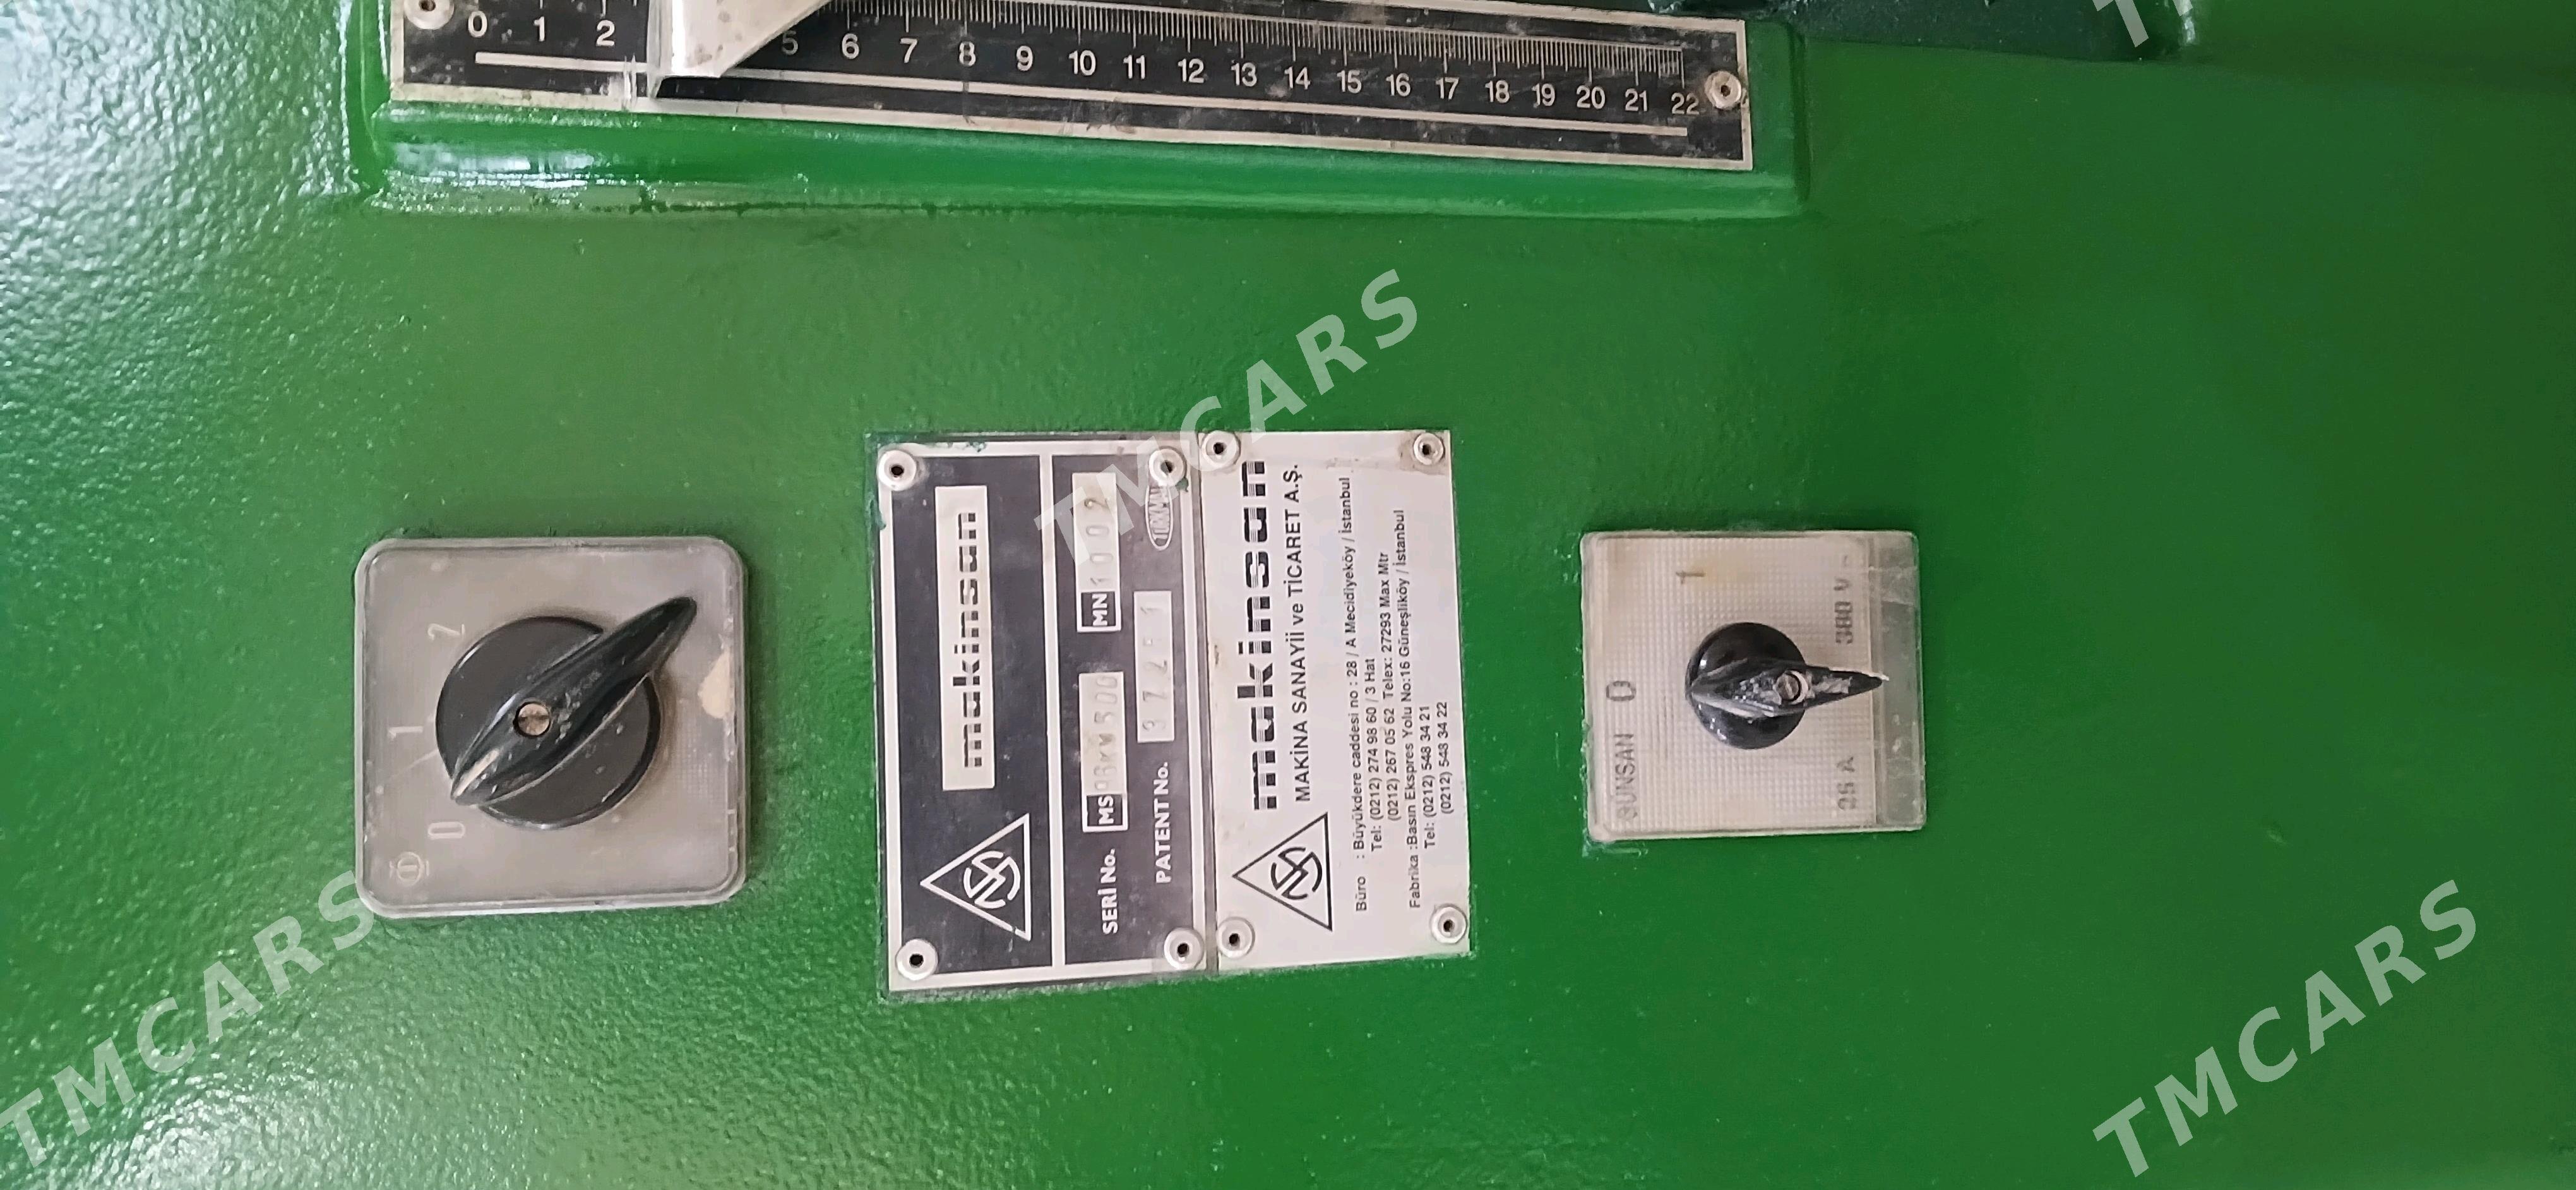 0 1 2 5 6 7 8 9 10 11 12 13 14 15 16 17 18 19 20 21 22
0 1 2
makinsan
SERİ No. MS MN 1002
PATENT No.
makinsan
MAKİNA SANAYİİ ve TİCARET A.Ş.
Büro : Büyükdere caddesi no : 28 / A Mecidiyeköy / İstanbul
Tel: (0212) 274 98 60 / 3 Hat
(0212) 267 05 62 Telex: 27293 Max Mtr
Fabrika :Basın Ekspres Yolu No:16 Güneşliköy / İstanbul
Tel: (0212) 548 34 21
(0212) 548 34 22
GÜNSAN
0 1
25 A 380 V~
TMCARS
TMCARS
TMCARS